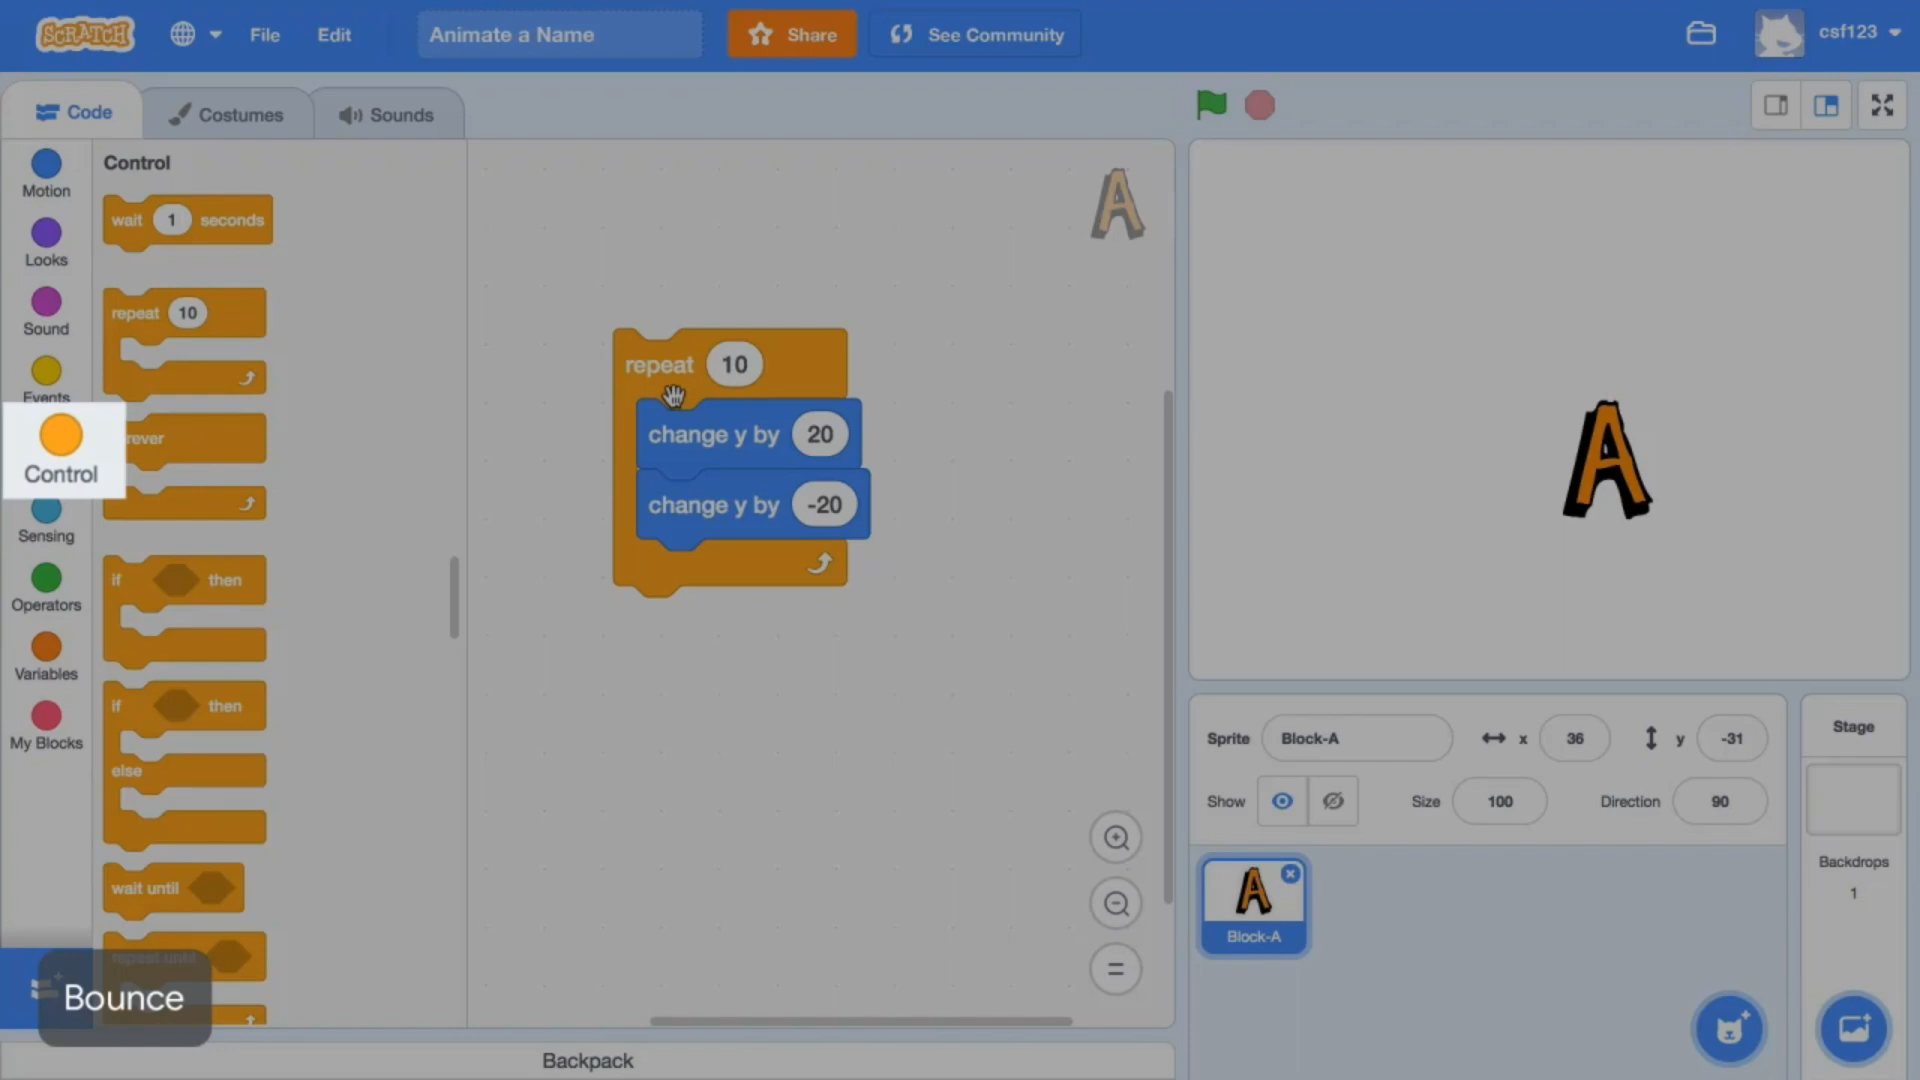 SCRATCH File Edit Animate a Name Share See Community csf123
Code Costumes Sounds
Motion
Looks
Sound
Events
Control
Sensing
Operators
Variables
My Blocks
Control
wait 1 seconds
repeat 10
rever
if then
if then
else
wait until
repeat until
Bounce
repeat 10
change y by 20
change y by -20
A
A
Backpack
Sprite Block-A x 36 y -31
Show Size 100 Direction 90
A
Block-A
Stage
Backdrops
1